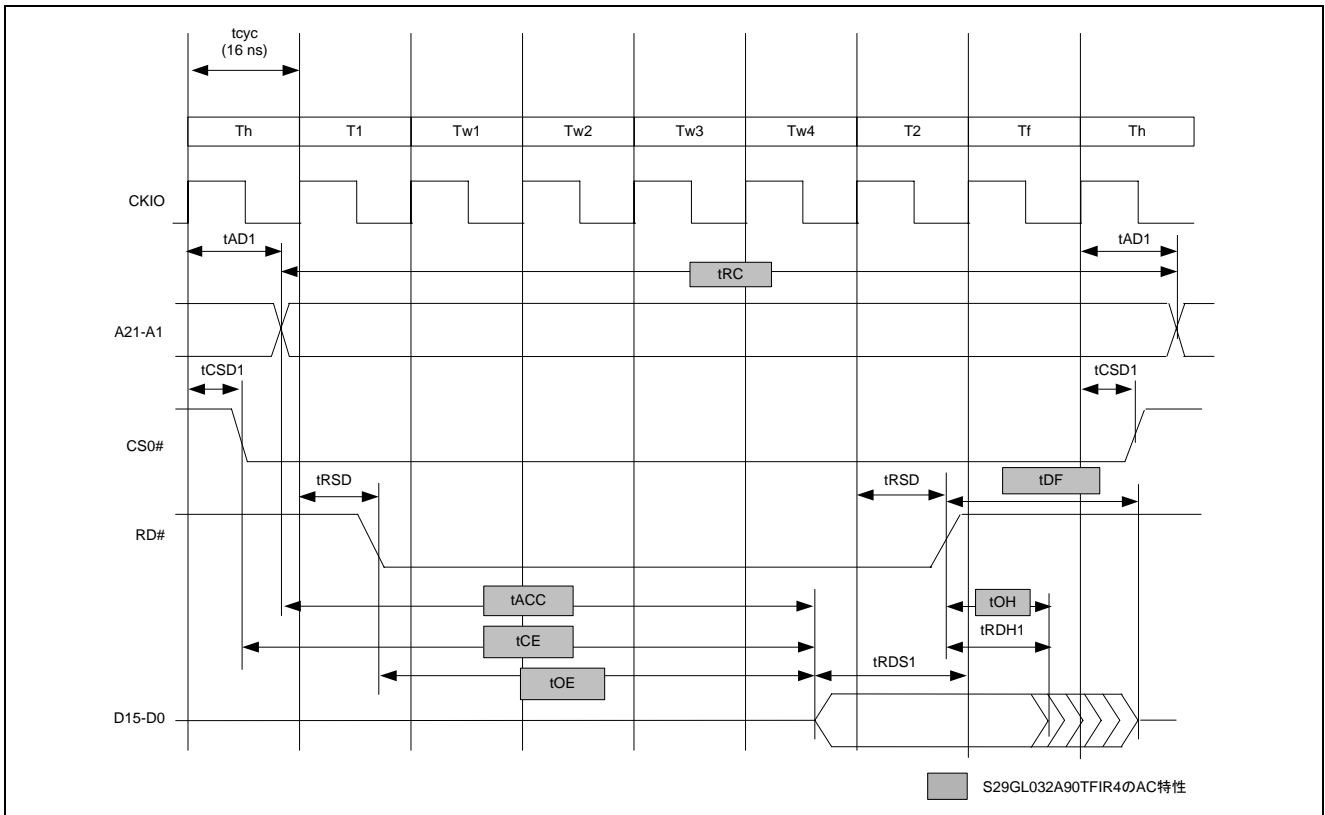 tcyc
(16 ns)
Th T1 Tw1 Tw2 Tw3 Tw4 T2 Tf Th
CKIO
tAD1 tAD1
tRC
A21-A1
tCSD1 tCSD1
CS0#
tRSD tRSD tDF
RD#
tACC tOH
tCE tRDH1
tOE tRDS1
D15-D0
S29GL032A90TFIR4のAC特性